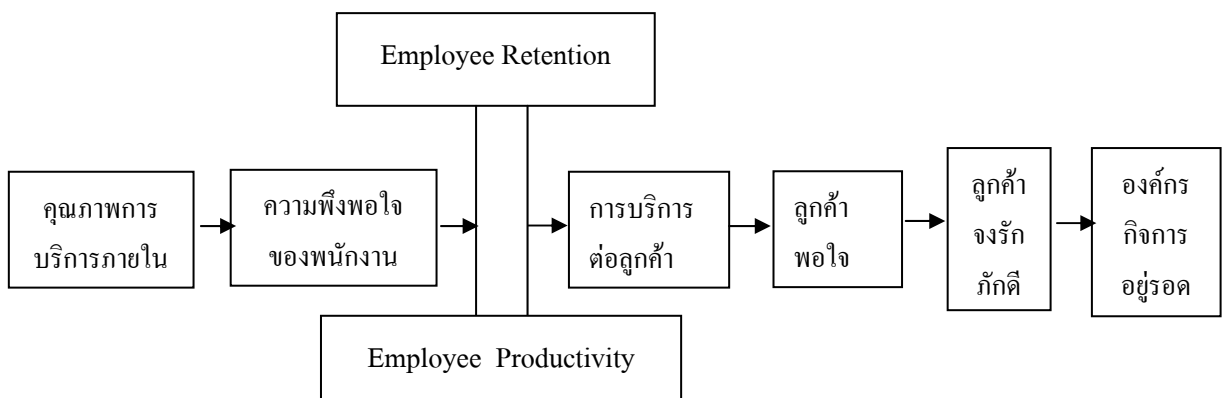 Employee Retention
คุณภาพการ
บริการภายใน
ความพึงพอใจ
ของพนักงาน
การบริการ
ต่อลูกค้า
ลูกค้า
พอใจ
ลูกค้า
จงรัก
ภักดี
องค์กร
กิจการ
อยู่รอด
Employee Productivity